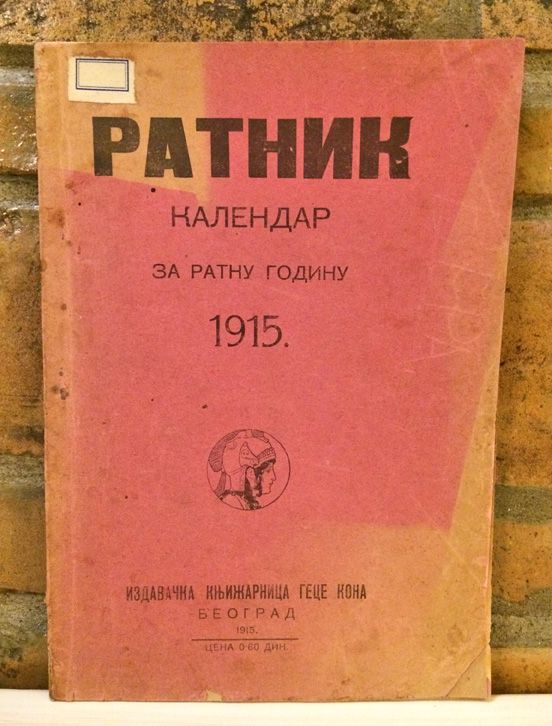 РАТНИК
КАЛЕНДАР
ЗА РАТНУ ГОДИНУ
1915.
ИЗДАВАЧКА КЊИЖАРНИЦА ГЕЦЕ КОНА
БЕОГРАД
1915.
ЦЕНА 0·60 ДИН.